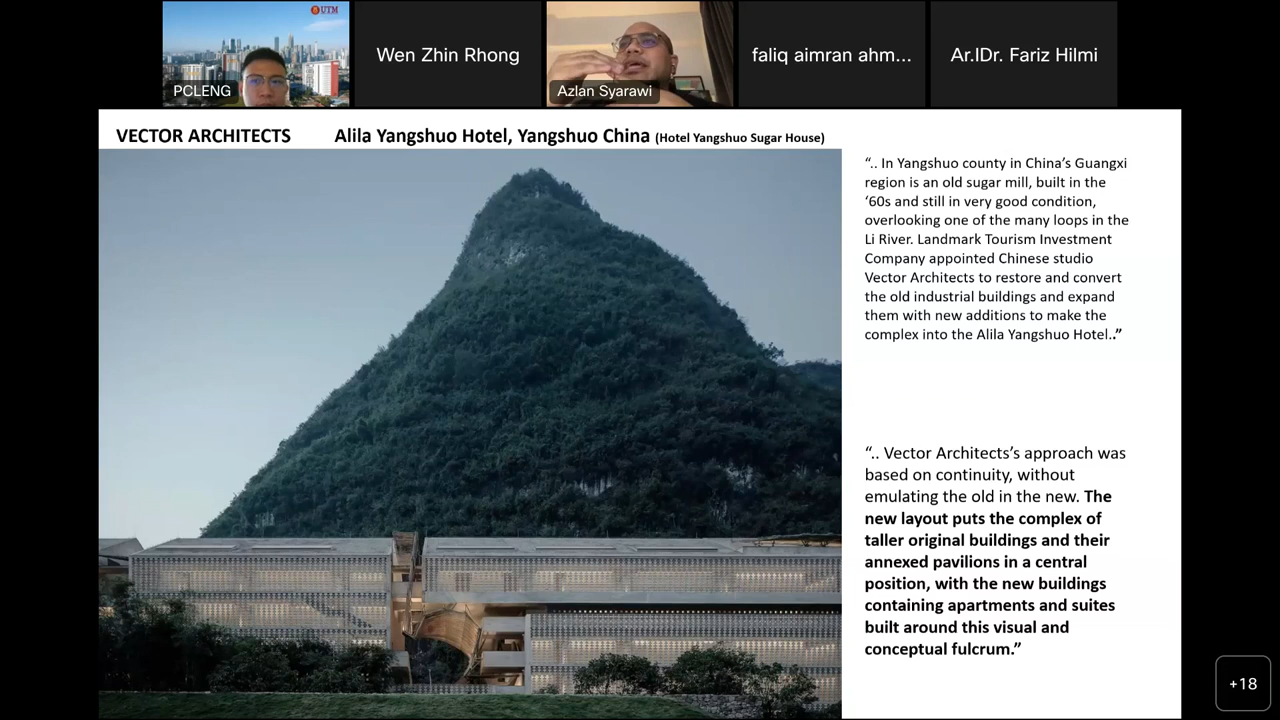 UTM
PCLENG
Wen Zhin Rhong
Azlan Syarawi
faliq aimran ahm...
Ar.IDr. Fariz Hilmi
VECTOR ARCHITECTS
Alila Yangshuo Hotel, Yangshuo China (Hotel Yangshuo Sugar House)
“.. In Yangshuo county in China’s Guangxi
region is an old sugar mill, built in the
‘60s and still in very good condition,
overlooking one of the many loops in the
Li River. Landmark Tourism Investment
Company appointed Chinese studio
Vector Architects to restore and convert
the old industrial buildings and expand
them with new additions to make the
complex into the Alila Yangshuo Hotel..”
“.. Vector Architects’s approach was
based on continuity, without
emulating the old in the new. The
new layout puts the complex of
taller original buildings and their
annexed pavilions in a central
position, with the new buildings
containing apartments and suites
built around this visual and
conceptual fulcrum.”
+18